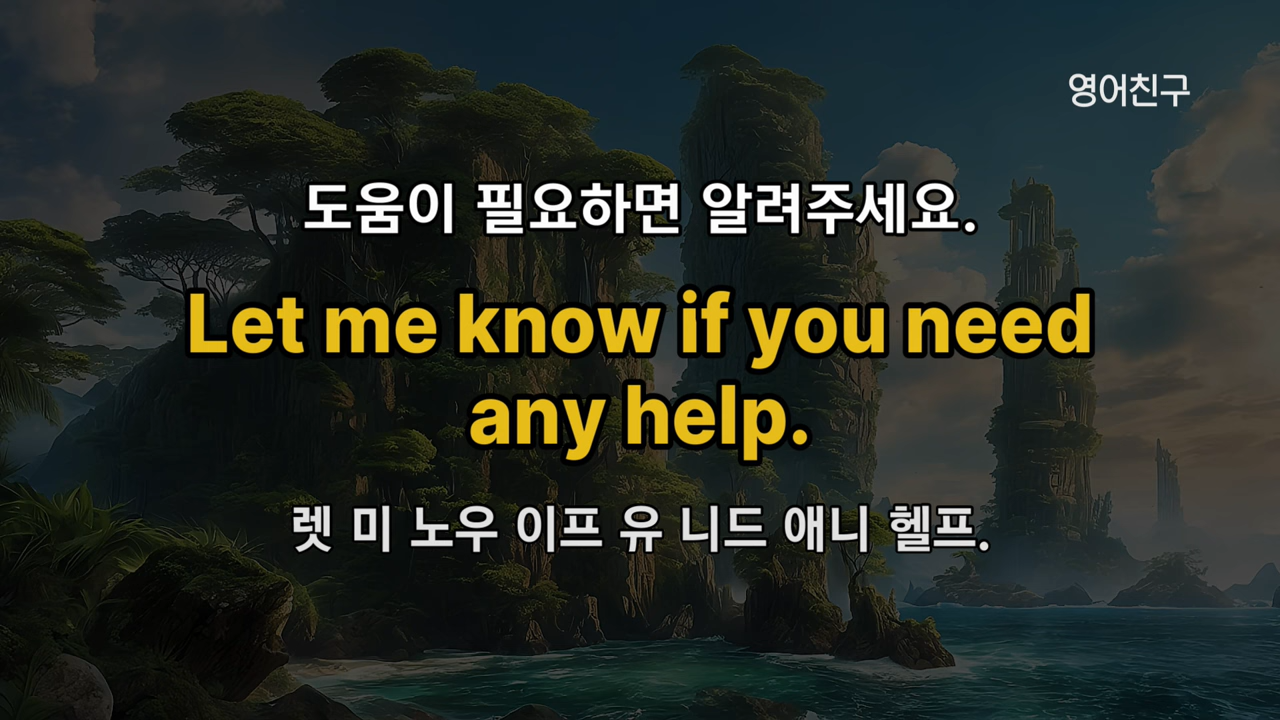 영어친구
도움이 필요하면 알려주세요.
Let me know if you need
any help.
렛 미 노우 이프 유 니드 애니 헬프.